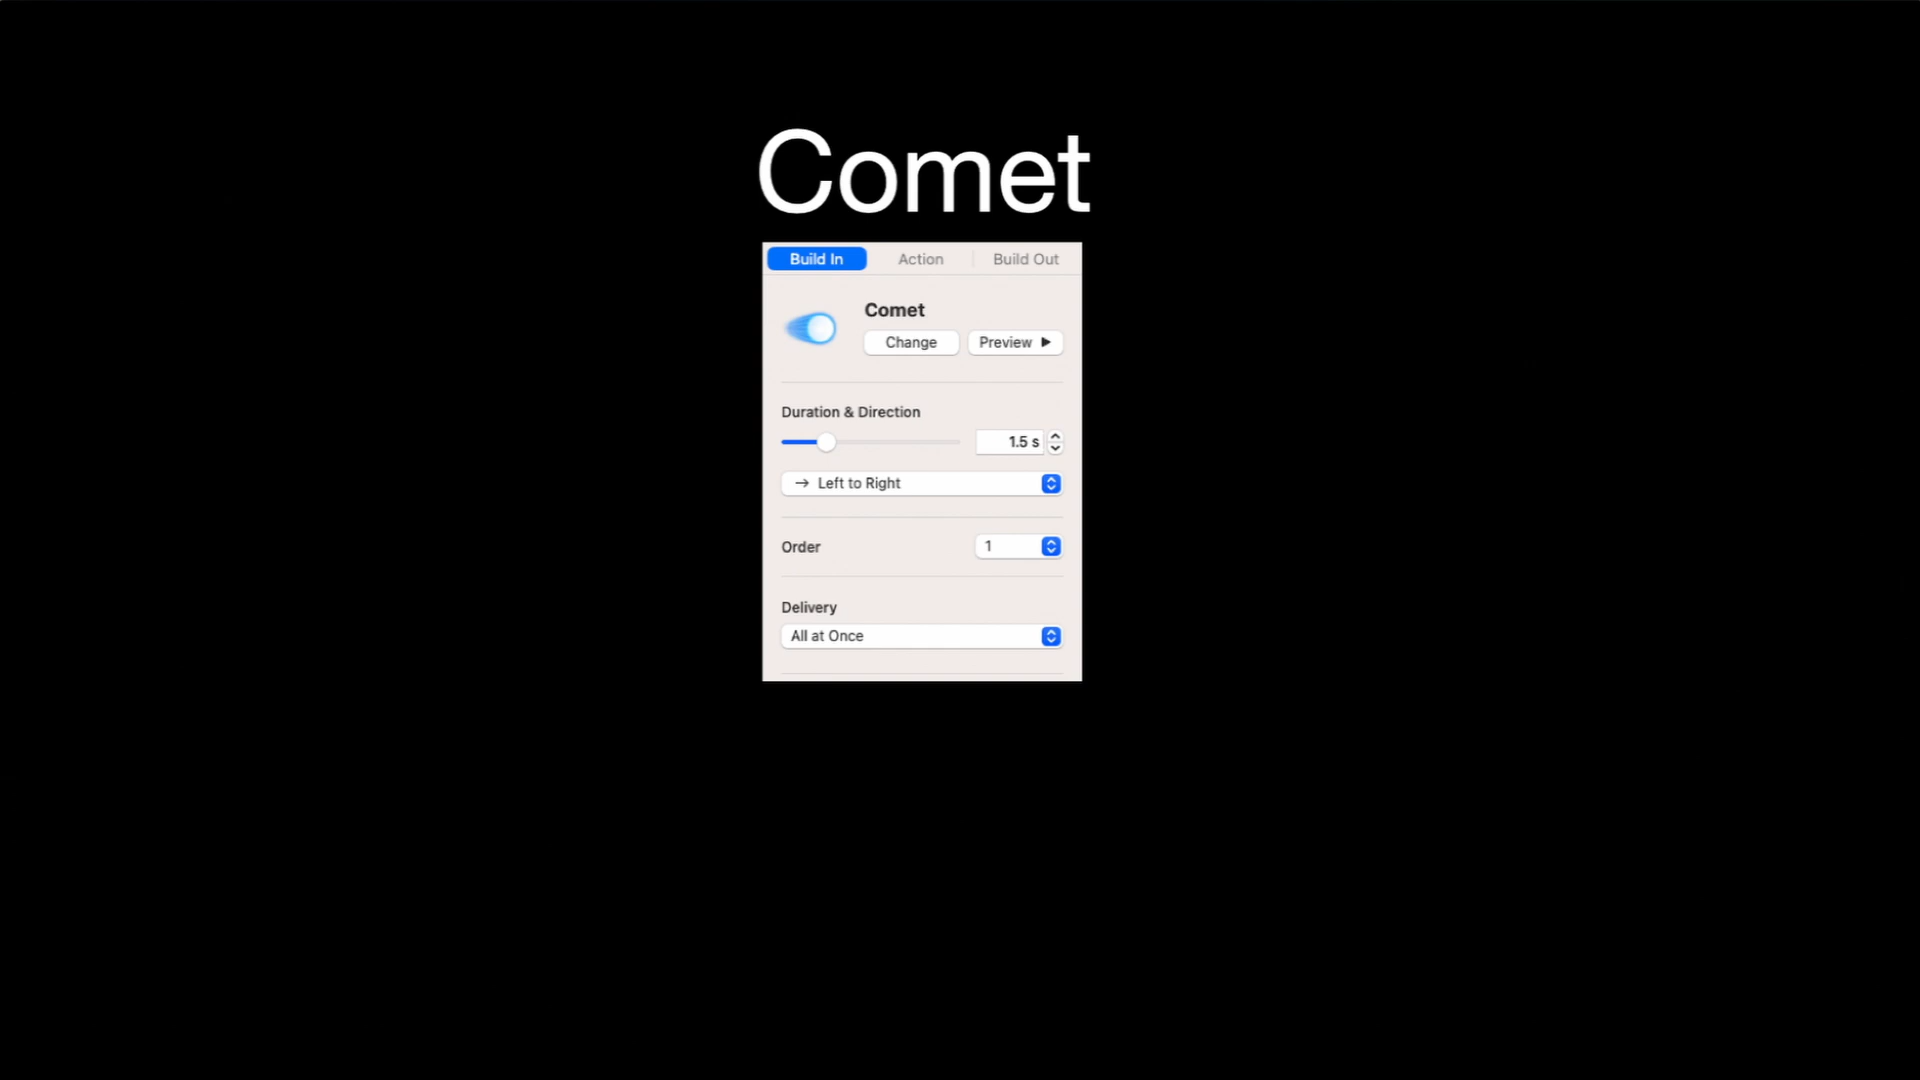 Comet
Build In Action Build Out
Comet
Change Preview
Duration & Direction
1.5 s
→ Left to Right
Order 1
Delivery
All at Once